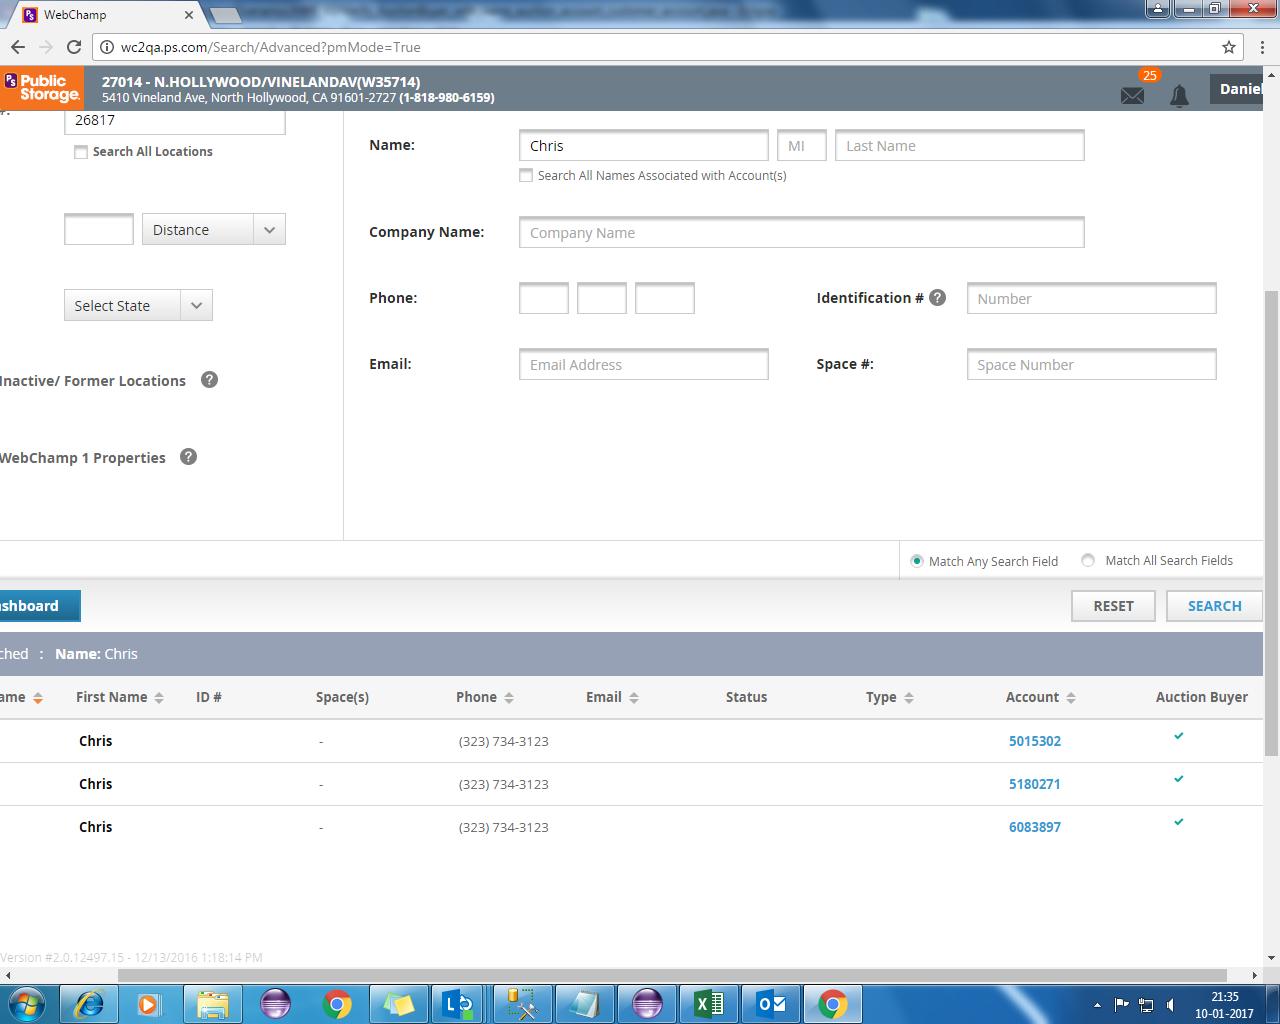 WebChamp
wc2qa.ps.com/Search/Advanced?pmMode=True
Public
Storage
27014 - N.HOLLYWOOD/VINELANDAV(W35714)
5410 Vineland Ave, North Hollywood, CA 91601-2727 (1-818-980-6159)
25
Daniel
26817
Search All Locations
Distance
Select State
Inactive/ Former Locations ?
WebChamp 1 Properties ?
Name: Chris MI Last Name
Search All Names Associated with Account(s)
Company Name: Company Name
Phone: Identification # ? Number
Email: Email Address Space #: Space Number
Match Any Search Field Match All Search Fields
shboard RESET SEARCH
ched : Name: Chris
ame First Name ID # Space(s) Phone Email Status Type Account Auction Buyer
Chris - (323) 734-3123 5015302
Chris - (323) 734-3123 5180271
Chris - (323) 734-3123 6083897
Version #2.0.12497.15 - 12/13/2016 1:18:14 PM
21:35
10-01-2017